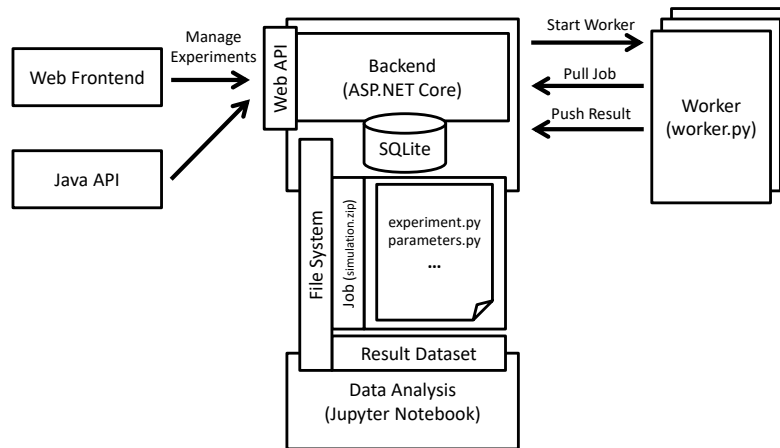 Manage
Experiments
Web Frontend
Java API
Web API
Backend
(ASP.NET Core)
SQLite
Start Worker
Pull Job
Push Result
Worker
(worker.py)
File System
Job (simulation.zip)
experiment.py
parameters.py
...
Result Dataset
Data Analysis
(Jupyter Notebook)